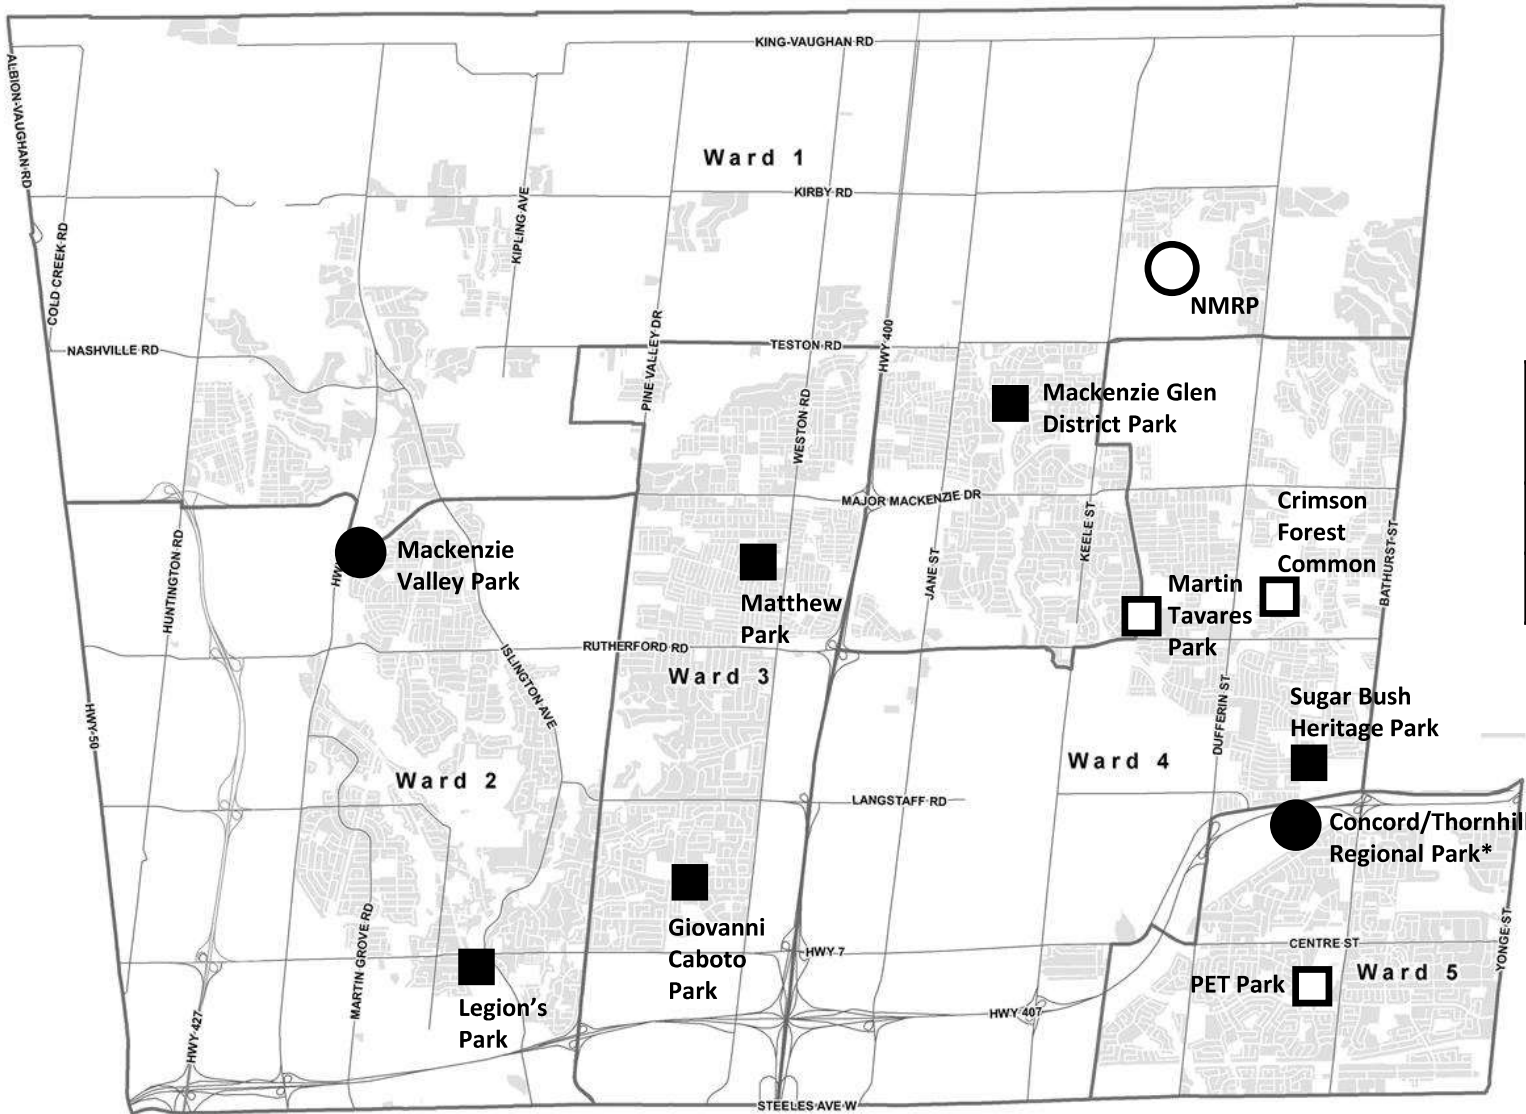 KING-VAUGHAN RD
ALBION-VAUGHAN RD
Ward 1
KIRBY RD
KIPLING AVE
COLD CREEK RD
NMRP
NASHVILLE RD
PINE VALLEY DR
TESTON RD
HWY 400
WESTON RD
Mackenzie Glen
District Park
MAJOR MACKENZIE DR
Crimson
Forest
Common
HUNTINGTON RD
Mackenzie
Valley Park
Matthew
Park
JANE ST
KEELE ST
Martin
Tavares
Park
BATHURST ST
RUTHERFORD RD
Ward 3
ISLINGTON AVE
HWY 50
DUFFERIN ST
Sugar Bush
Heritage Park
Ward 2
Ward 4
LANGSTAFF RD
Concord/Thornhill
Regional Park*
Giovanni
Caboto
Park
MARTIN GROVE RD
HWY 7
CENTRE ST
YONGE ST
Ward 5
PET Park
Legion's
Park
HWY 427
HWY 407
STEELES AVE W